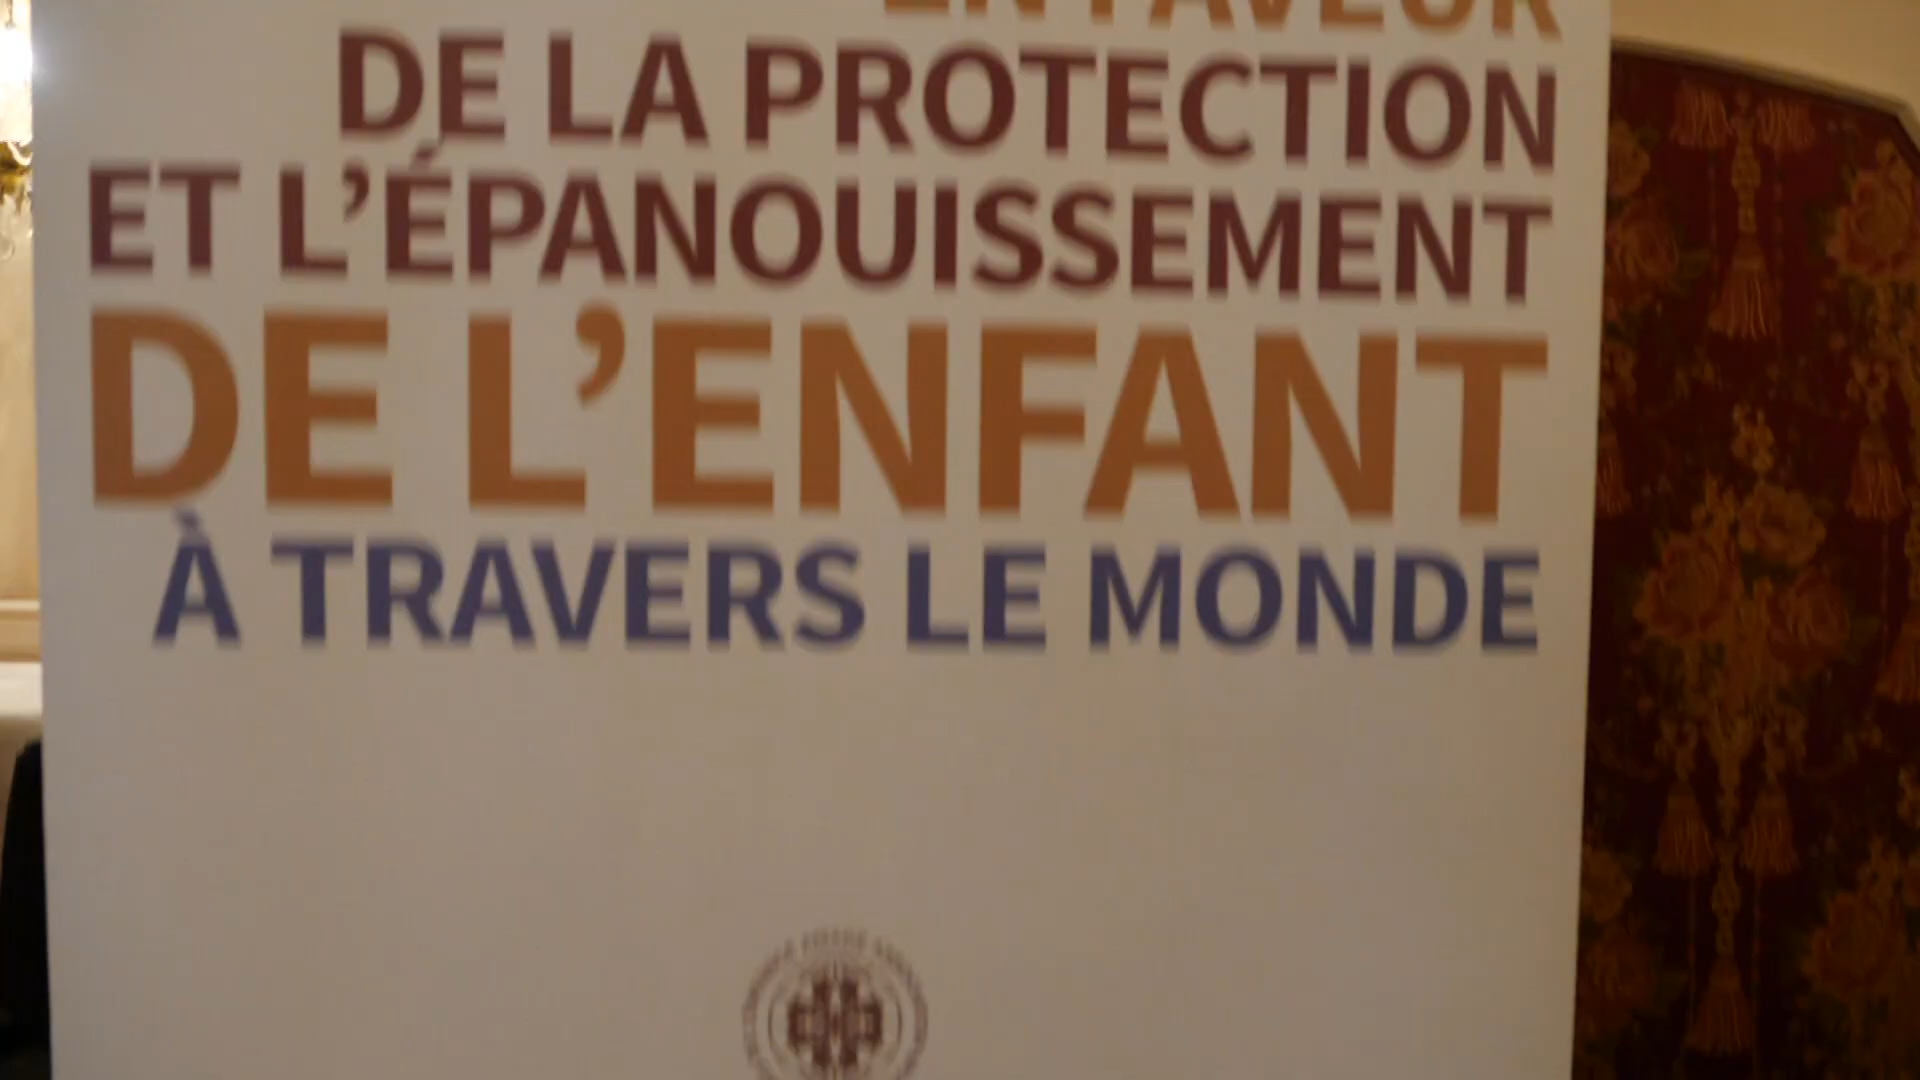 EN FAVEUR
DE LA PROTECTION
ET L’ÉPANOUISSEMENT
DE L’ENFANT
À TRAVERS LE MONDE